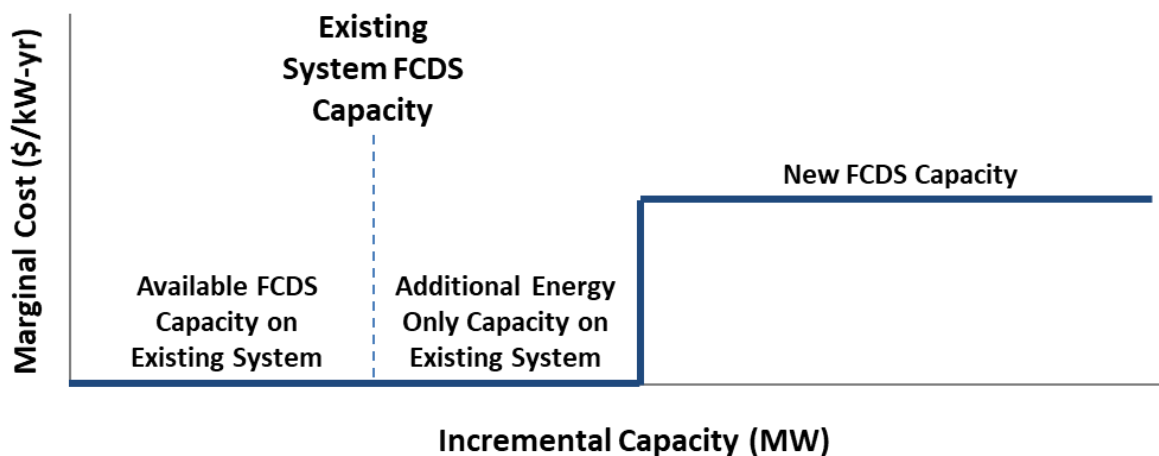 Marginal Cost ($/kW-yr)
Existing
System FCDS
Capacity
New FCDS Capacity
Available FCDS
Capacity on
Existing System
Additional Energy
Only Capacity on
Existing System
Incremental Capacity (MW)